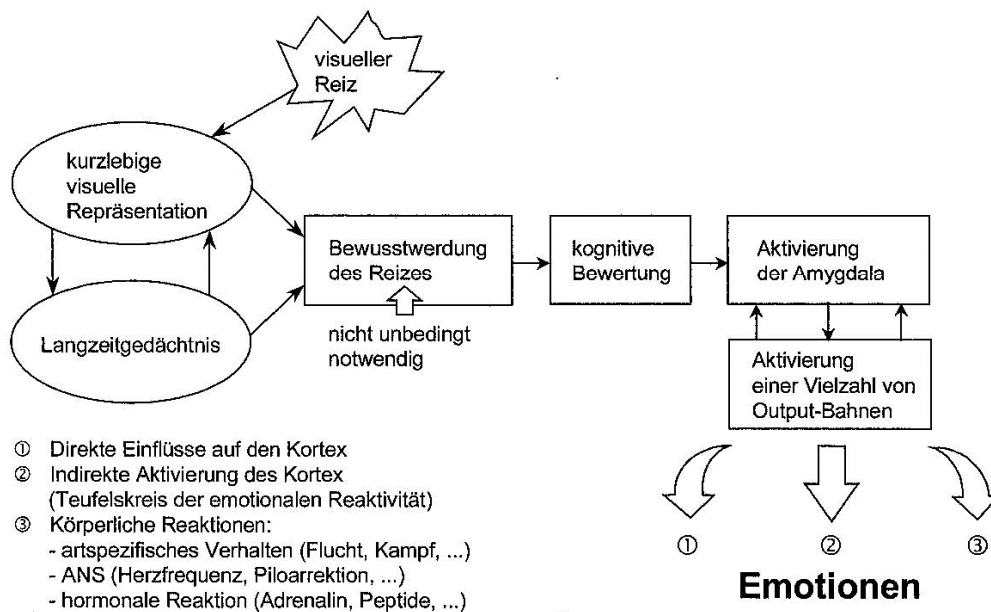 visueller
Reiz
kurzlebige
visuelle
Repräsentation
Langzeitgedächtnis
Bewusstwerdung
des Reizes
nicht unbedingt
notwendig
kognitive
Bewertung
Aktivierung
der Amygdala
Aktivierung
einer Vielzahl von
Output-Bahnen
① Direkte Einflüsse auf den Kortex
② Indirekte Aktivierung des Kortex
(Teufelskreis der emotionalen Reaktivität)
③ Körperliche Reaktionen:
- artspezifisches Verhalten (Flucht, Kampf, ...)
- ANS (Herzfrequenz, Piloarrektion, ...)
- hormonale Reaktion (Adrenalin, Peptide, ...)
① ② ③
Emotionen